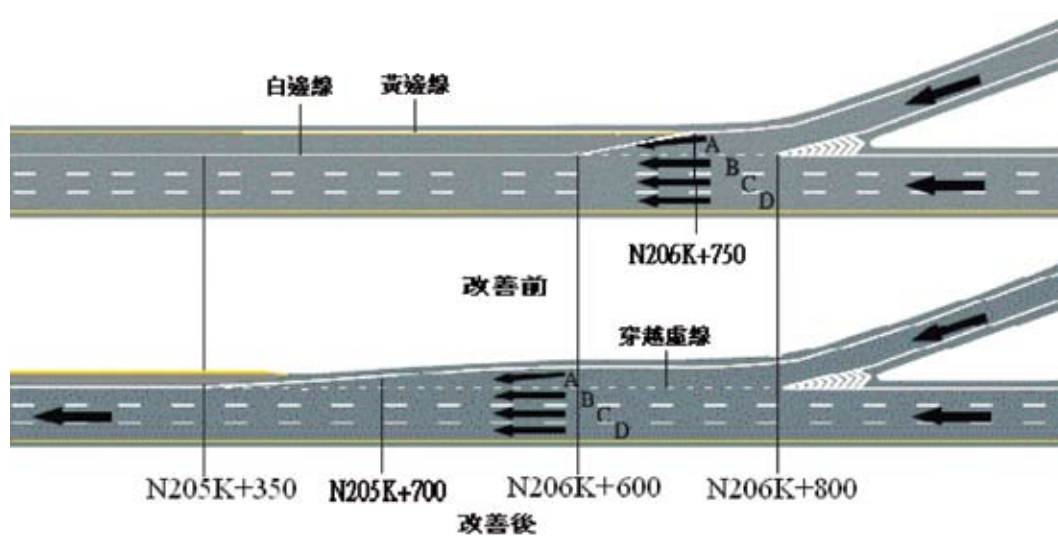 白邊線
黃邊線
A
B
C
D
N206K+750
改善前
穿越虛線
A
B
C
D
N205K+350
N205K+700
N206K+600
N206K+800
改善後